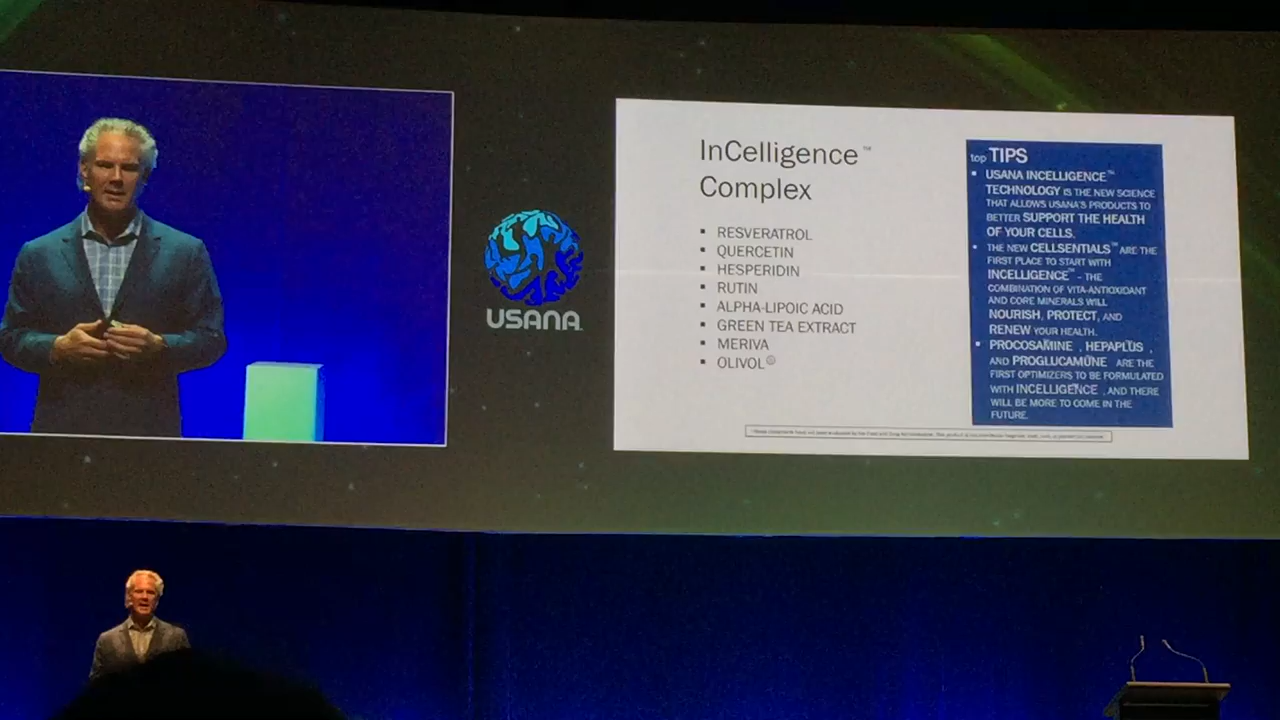 USANA
InCelligence™
Complex
▪ RESVERATROL
▪ QUERCETIN
▪ HESPERIDIN
▪ RUTIN
▪ ALPHA-LIPOIC ACID
▪ GREEN TEA EXTRACT
▪ MERIVA
▪ OLIVOL®
top TIPS
▪ USANA INCELLIGENCE™
TECHNOLOGY IS THE NEW SCIENCE
THAT ALLOWS USANA'S PRODUCTS TO
BETTER SUPPORT THE HEALTH
OF YOUR CELLS.
▪ THE NEW CELLSENTIALS™ ARE THE
FIRST PLACE TO START WITH
INCELLIGENCE™ - THE
COMBINATION OF VITA-ANTIOXIDANT
AND CORE MINERALS WILL
NOURISH, PROTECT, AND
RENEW YOUR HEALTH.
▪ PROCOSAMINE™, HEPAPLUS™,
AND PROGLUCAMUNE™ ARE THE
FIRST OPTIMIZERS TO BE FORMULATED
WITH INCELLIGENCE™, AND THERE
WILL BE MORE TO COME IN THE
FUTURE.